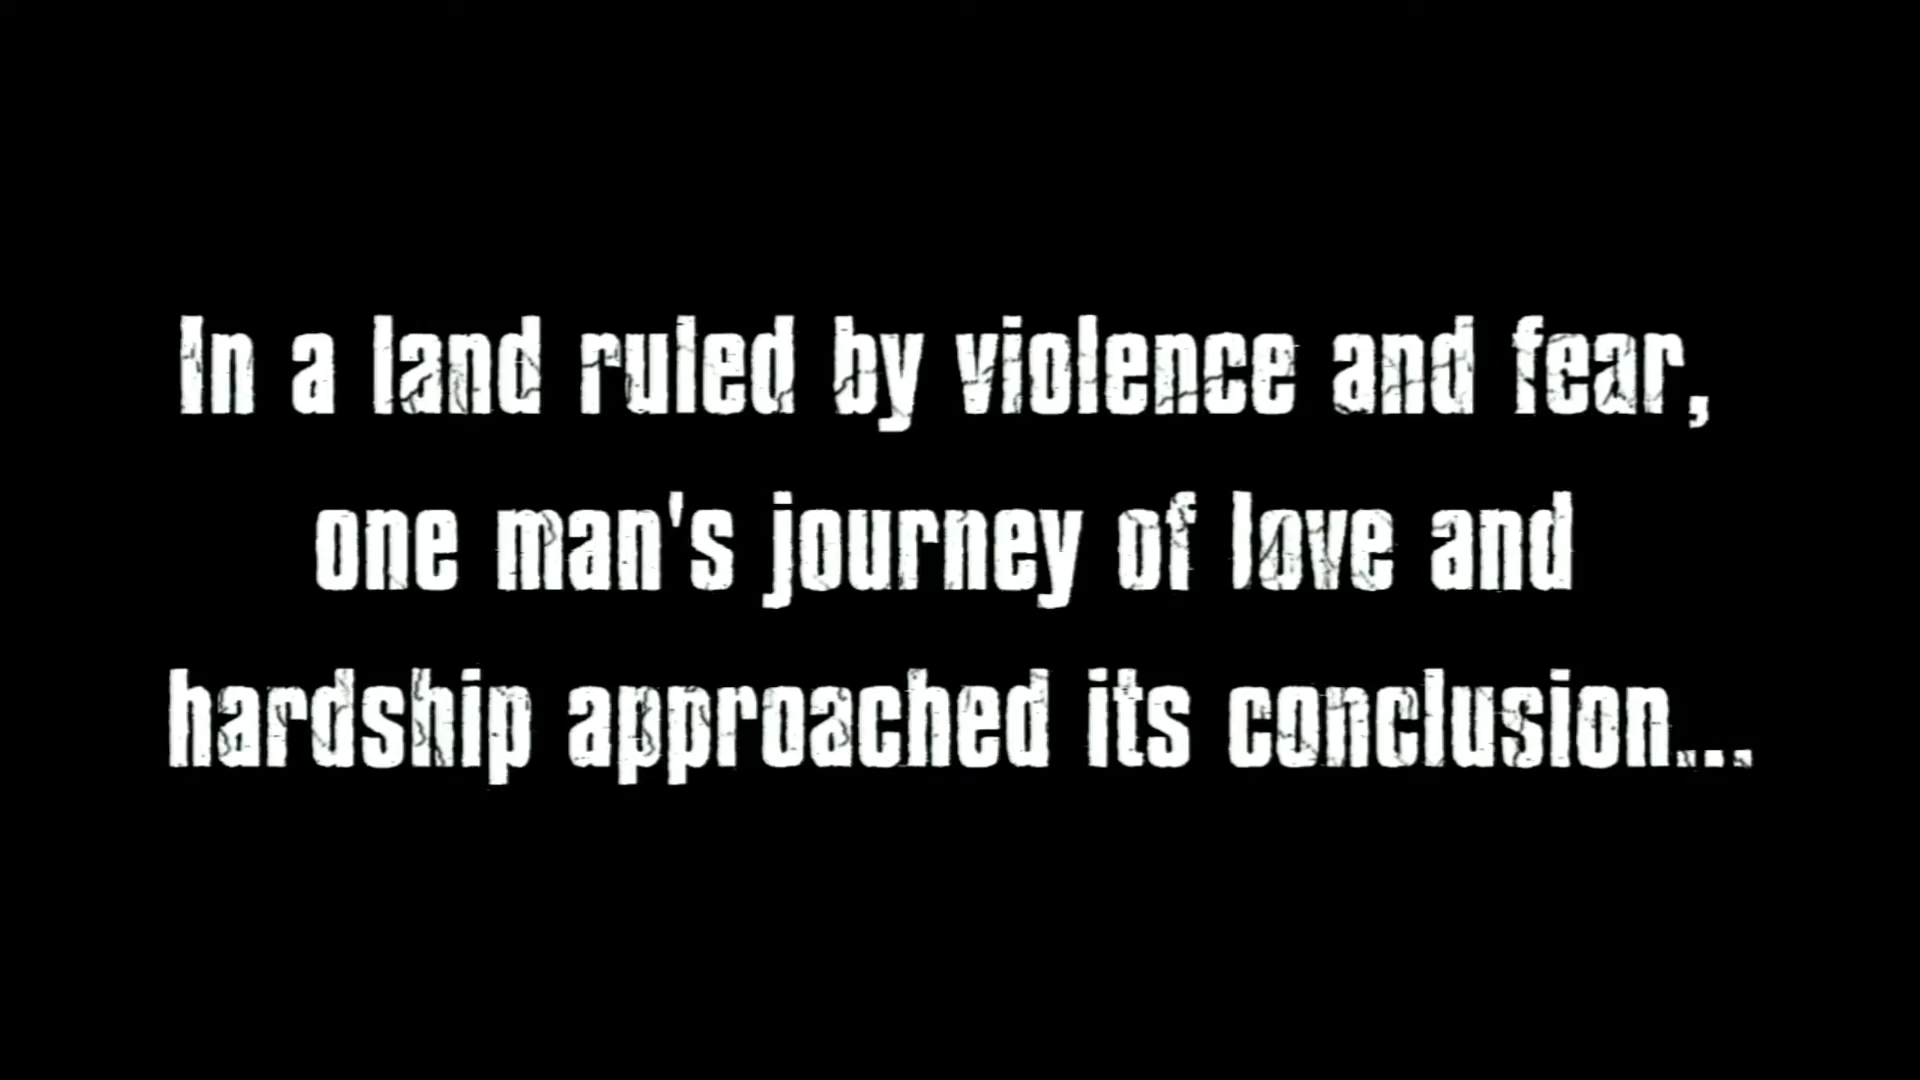 In a land ruled by violence and fear,
one man's journey of love and
hardship approached its conclusion...